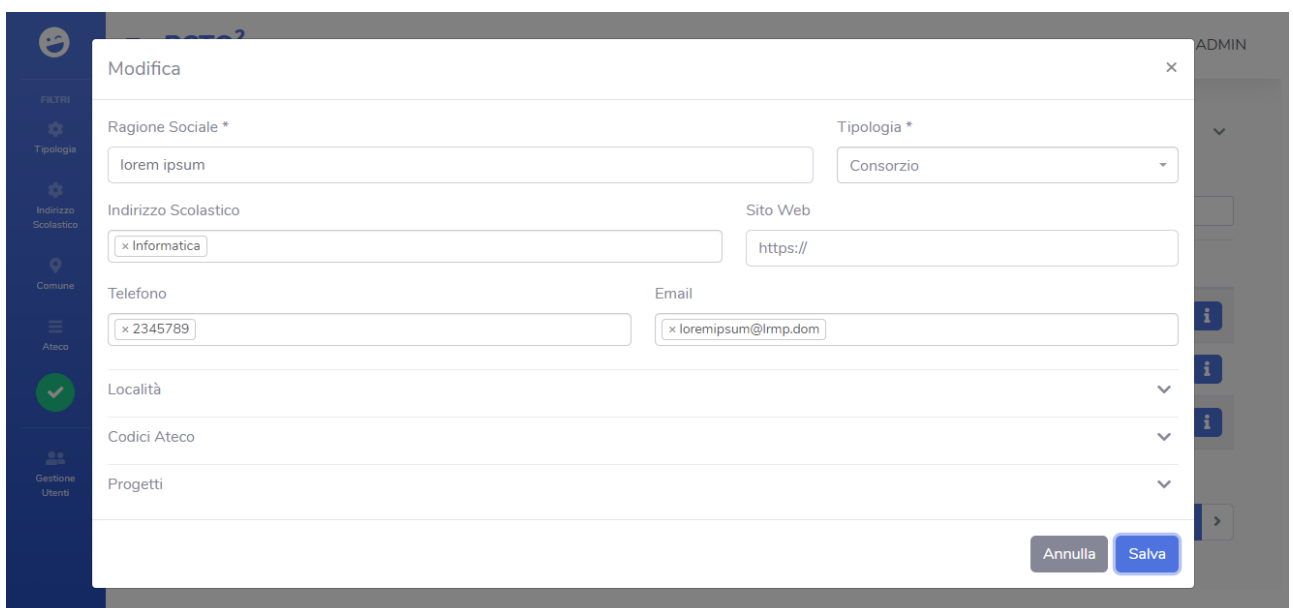 ADMIN
Modifica
×
FILTRI
Tipologia
Indirizzo
Scolastico
Comune
Ateco
Gestione
Utenti
Ragione Sociale *
Tipologia *
lorem ipsum
Consorzio
Indirizzo Scolastico
Sito Web
× Informatica
https://
Telefono
Email
× 2345789
× loremipsum@lrmp.dom
Località
Codici Ateco
Progetti
Annulla
Salva